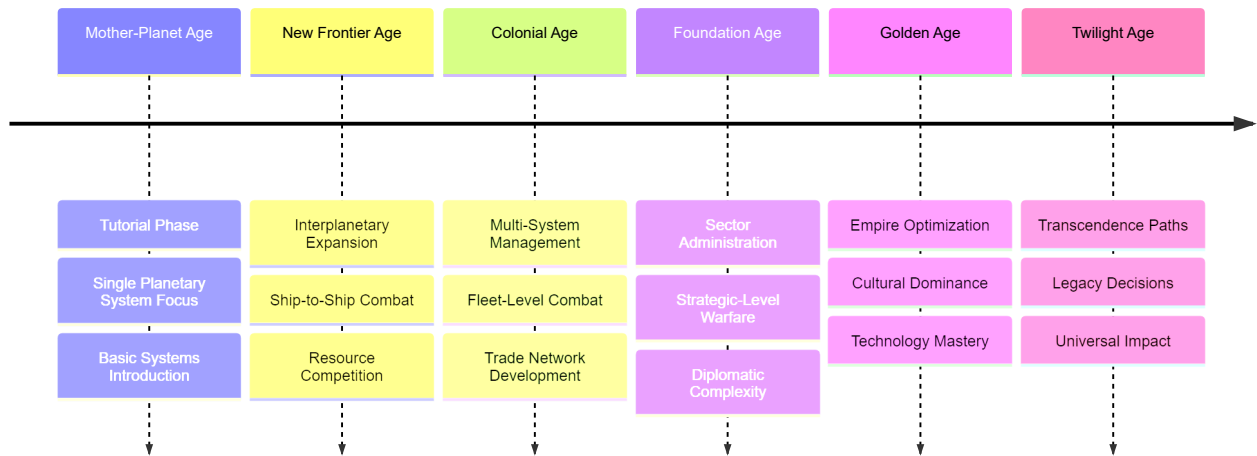 Mother-Planet Age
New Frontier Age
Colonial Age
Foundation Age
Golden Age
Twilight Age
Tutorial Phase
Single Planetary
System Focus
Basic Systems
Introduction
Interplanetary
Expansion
Ship-to-Ship Combat
Resource
Competition
Multi-System
Management
Fleet-Level Combat
Trade Network
Development
Sector
Administration
Strategic-Level
Warfare
Diplomatic
Complexity
Empire Optimization
Cultural Dominance
Technology Mastery
Transcendence Paths
Legacy Decisions
Universal Impact